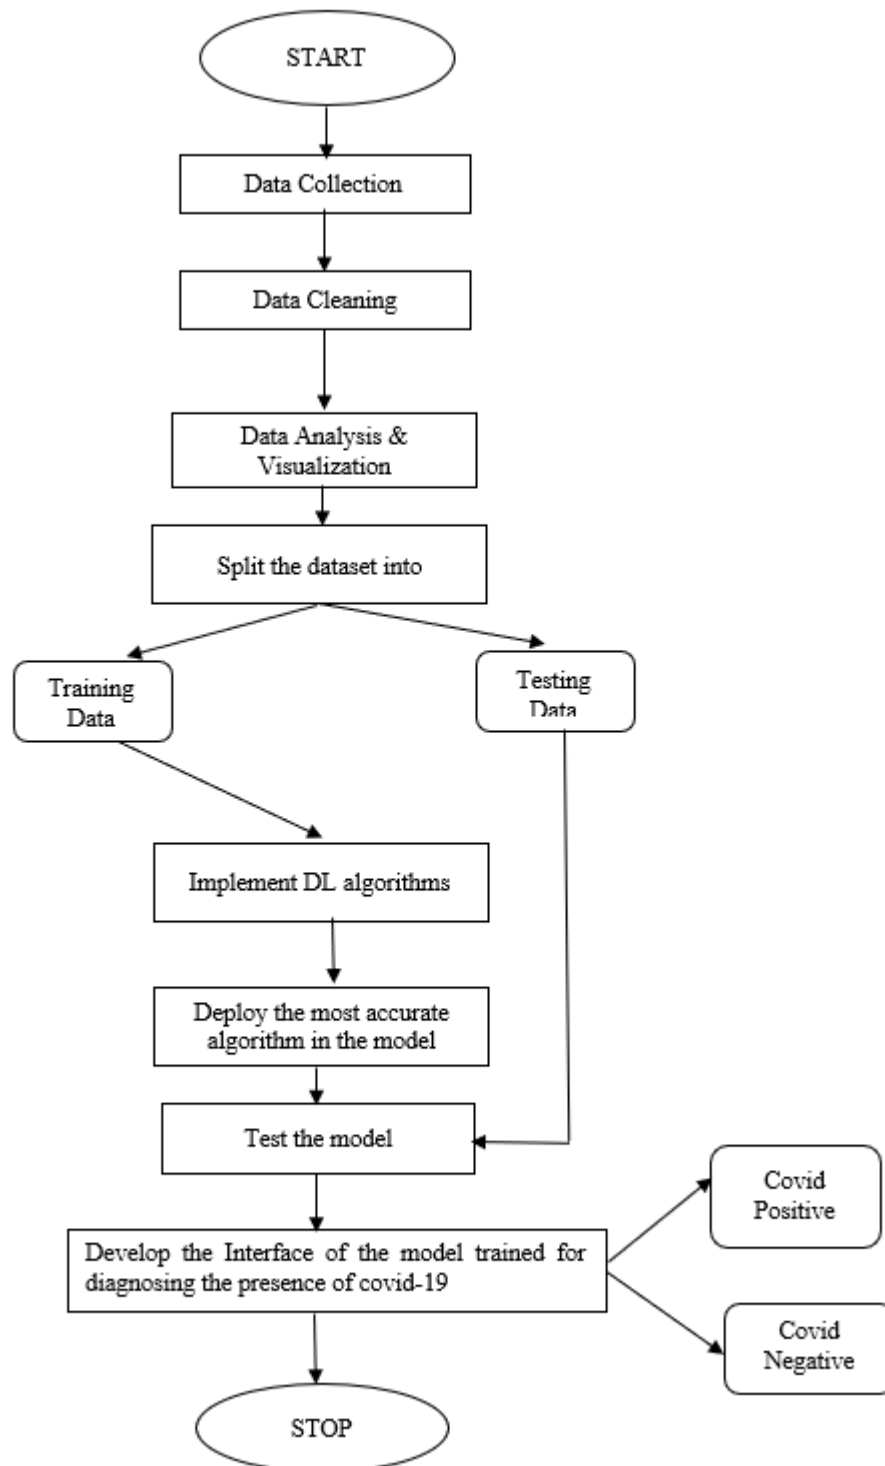 START
Data Collection
Data Cleaning
Data Analysis &
Visualization
Split the dataset into
Training
Data
Testing
Data
Implement DL algorithms
Deploy the most accurate
algorithm in the model
Test the model
Develop the Interface of the model trained for
diagnosing the presence of covid-19
Covid
Positive
Covid
Negative
STOP